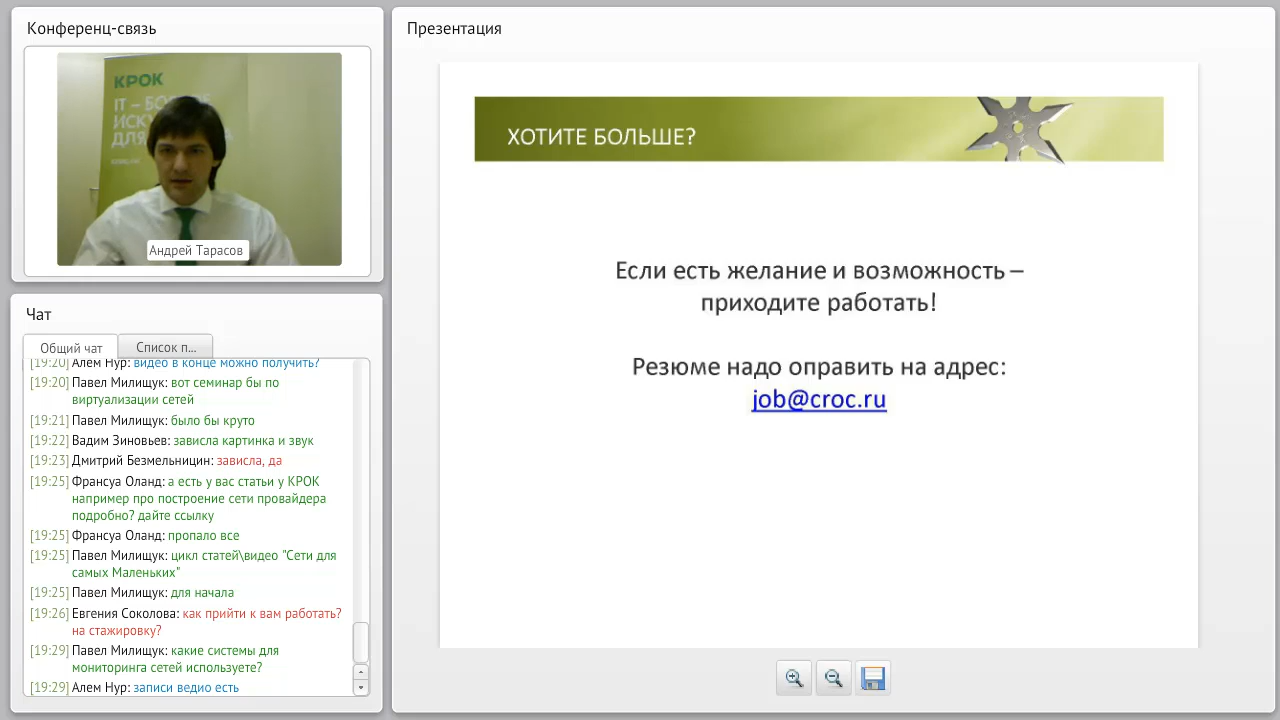 Конференц-связь
КРОК
Андрей Тарасов
Чат
Общий чат
Список п...
[19:20] Алем Нур: видео в конце можно получить?
[19:20] Павел Милищук: вот семинар бы по
виртуализации сетей
[19:21] Павел Милищук: было бы круто
[19:22] Вадим Зиновьев: зависла картинка и звук
[19:23] Дмитрий Безмельницин: зависла, да
[19:25] Франсуа Оланд: а есть у вас статьи у КРОК
например про построение сети провайдера
подробно? дайте ссылку
[19:25] Франсуа Оланд: пропало все
[19:25] Павел Милищук: цикл статей\видео "Сети для
самых Маленьких"
[19:25] Павел Милищук: для начала
[19:26] Евгения Соколова: как прийти к вам работать?
на стажировку?
[19:29] Павел Милищук: какие системы для
мониторинга сетей используете?
[19:29] Алем Нур: записи ведио есть
Презентация
ХОТИТЕ БОЛЬШЕ?
Если есть желание и возможность –
приходите работать!
Резюме надо оправить на адрес:
job@croc.ru